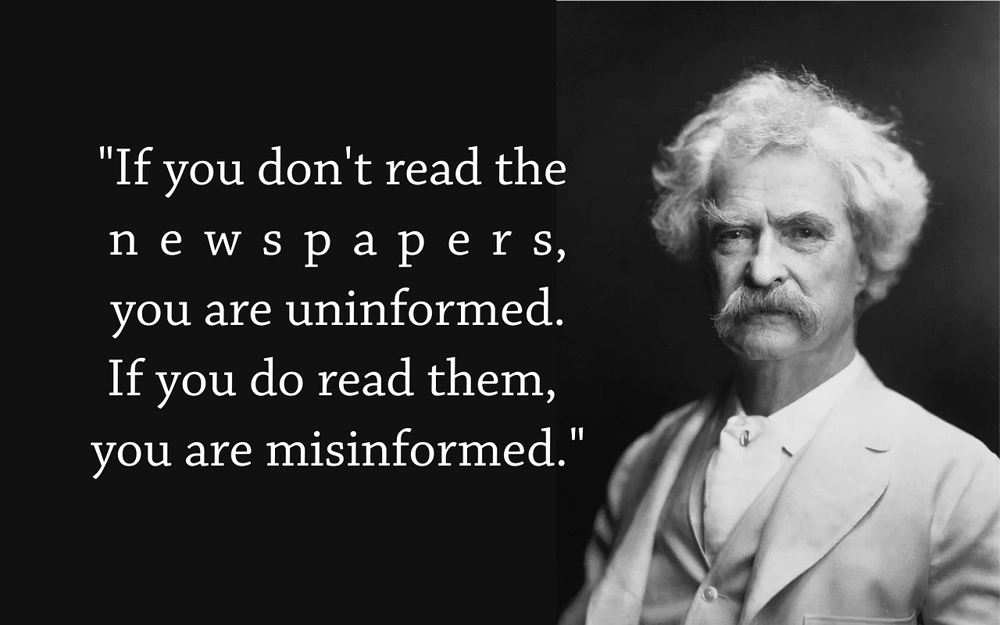 "If you don't read the
n e w s p a p e r s,
you are uninformed.
If you do read them,
you are misinformed."